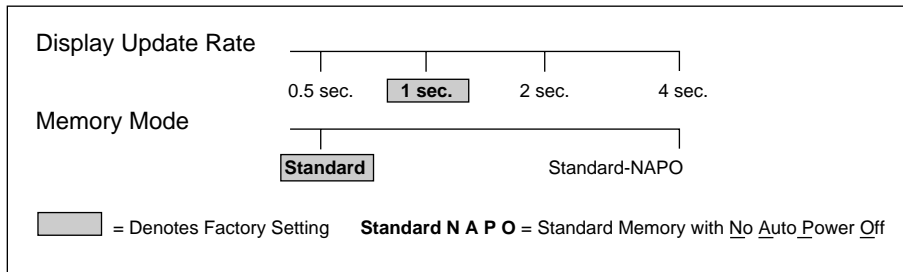 Display Update Rate
0.5 sec. 1 sec. 2 sec. 4 sec.
Memory Mode
Standard Standard-NAPO
= Denotes Factory Setting Standard N A P O = Standard Memory with No Auto Power Off